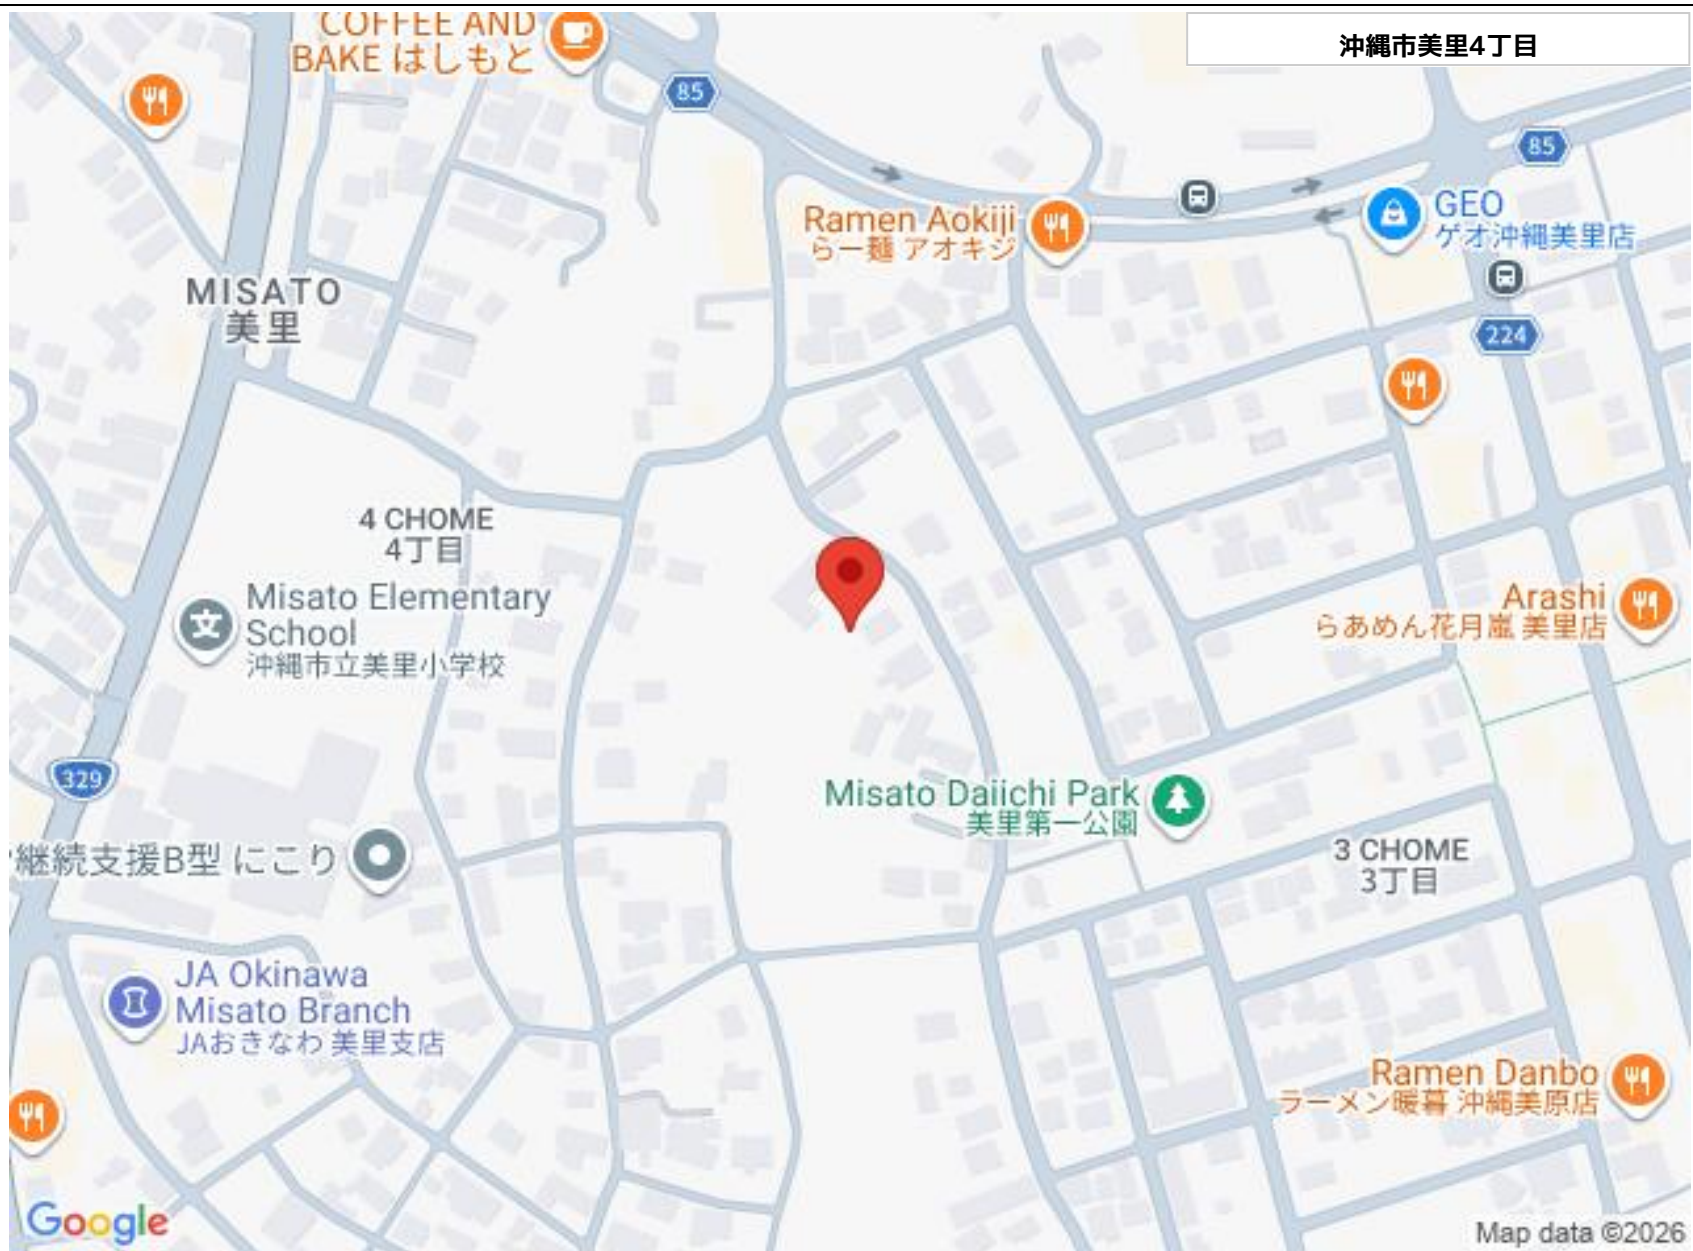 沖縄市美里4丁目
COFFEE AND
BAKE はしもと
85
85
Ramen Aokiji
らー麺 アオキジ
GEO
ゲオ沖縄美里店
MISATO
美里
224
4 CHOME
4丁目
Misato Elementary
School
沖縄市立美里小学校
Arashi
らあめん花月嵐 美里店
329
Misato Daiichi Park
美里第一公園
継続支援B型 にこり
3 CHOME
3丁目
JA Okinawa
Misato Branch
JAおきなわ 美里支店
Ramen Danbo
ラーメン暖暮 沖縄美原店
Google
Map data ©2026